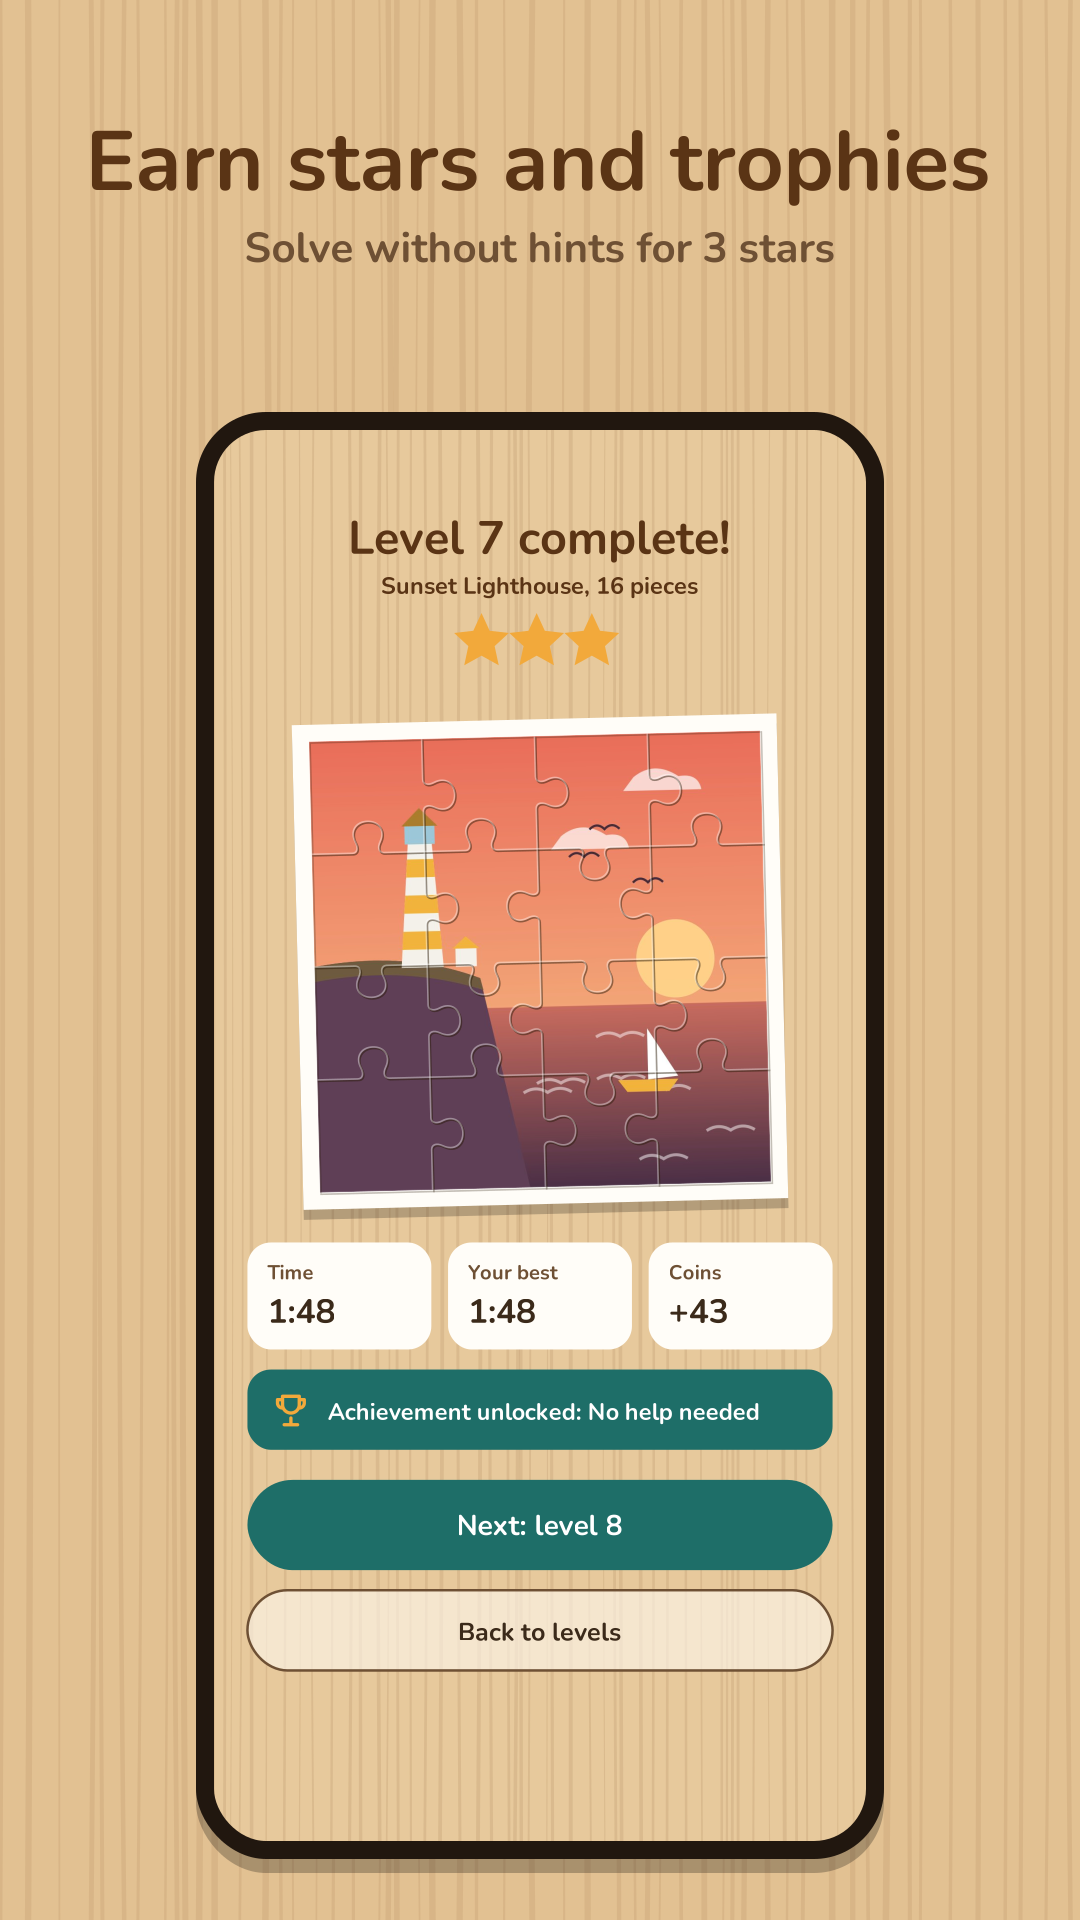 Earn stars and trophies
Solve without hints for 3 stars
Level 7 complete!
Sunset Lighthouse, 16 pieces
Time
1:48
Your best
1:48
Coins
+43
Achievement unlocked: No help needed
Next: level 8
Back to levels